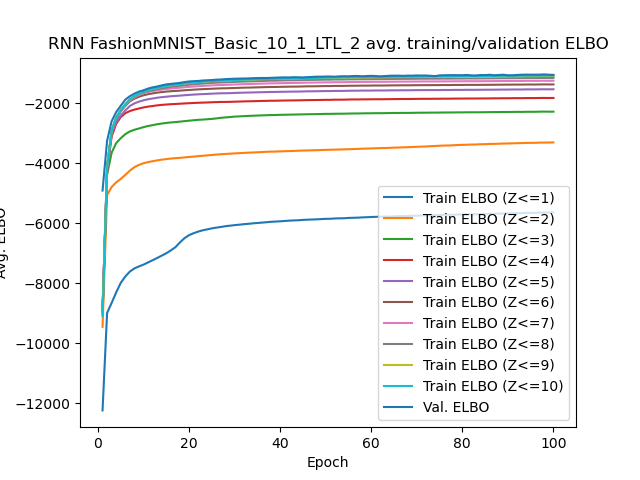 RNN FashionMNIST_Basic_10_1_LTL_2 avg. training/validation ELBO
Avg. ELBO
−2000
−4000
−6000
−8000
−10000
−12000
Train ELBO (Z<=1)
Train ELBO (Z<=2)
Train ELBO (Z<=3)
Train ELBO (Z<=4)
Train ELBO (Z<=5)
Train ELBO (Z<=6)
Train ELBO (Z<=7)
Train ELBO (Z<=8)
Train ELBO (Z<=9)
Train ELBO (Z<=10)
Val. ELBO
0 20 40 60 80 100
Epoch